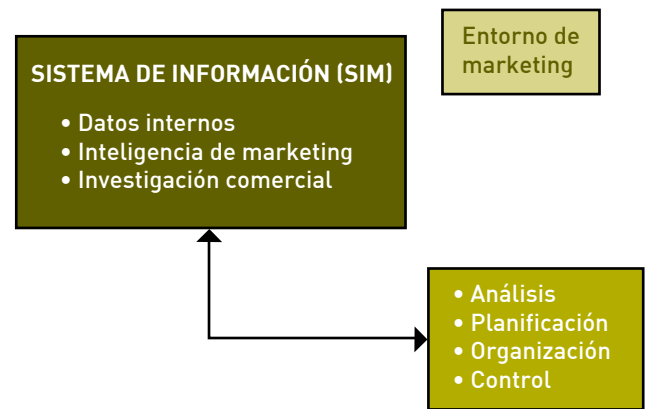 SISTEMA DE INFORMACIÓN (SIM)
• Datos internos
• Inteligencia de marketing
• Investigación comercial
Entorno de
marketing
• Análisis
• Planificación
• Organización
• Control